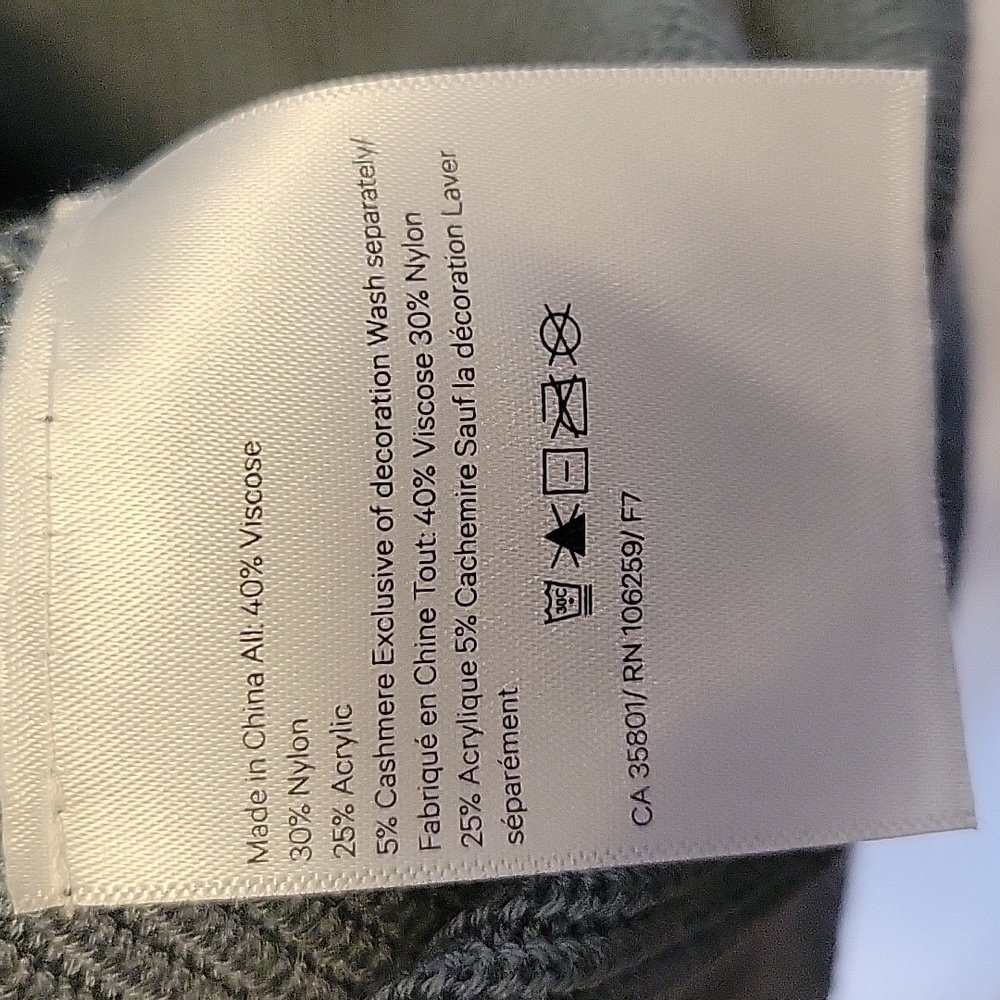 Made in China All: 40% Viscose
30% Nylon
25% Acrylic
5% Cashmere Exclusive of decoration Wash separately/
Fabriqué en Chine Tout: 40% Viscose 30% Nylon
25% Acrylique 5% Cachemire Sauf la décoration Laver
séparément
30C
CA 35801/ RN 106259/ F7